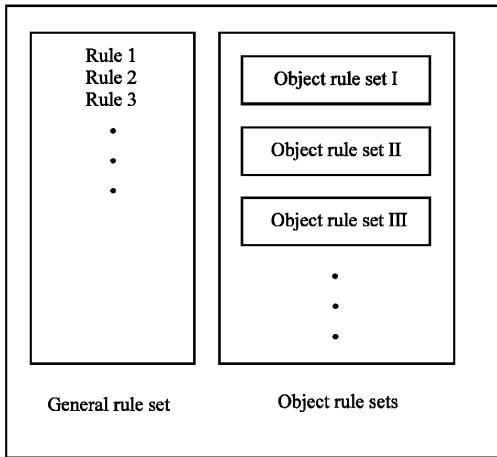 Rule 1
Rule 2
Rule 3
General rule set
Object rule set I
Object rule set II
Object rule set III
Object rule sets